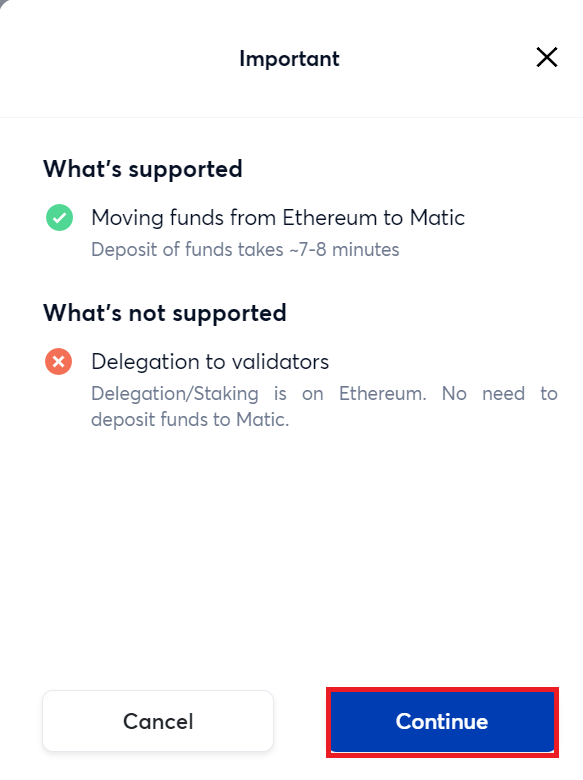 Important
What's supported
Moving funds from Ethereum to Matic
Deposit of funds takes ~7-8 minutes
What's not supported
Delegation to validators
Delegation/Staking is on Ethereum. No need to
deposit funds to Matic.
Cancel
Continue